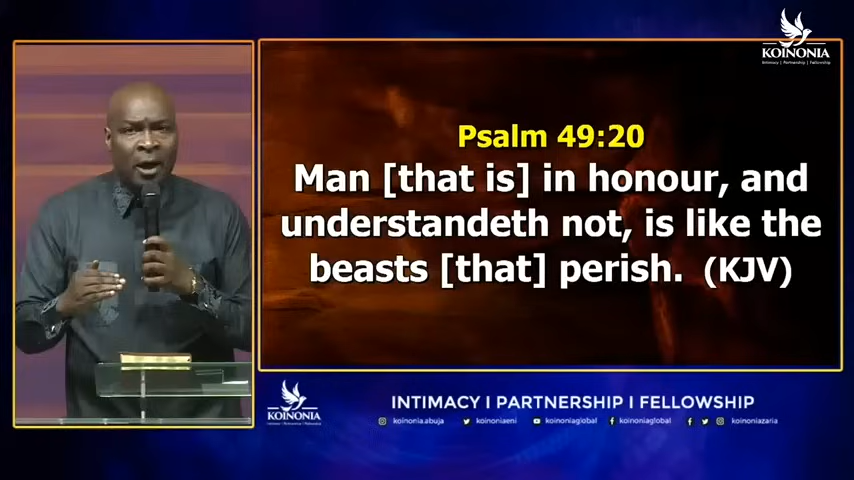 KOINONIA
Intimacy | Partnership | Fellowship
Psalm 49:20
Man [that is] in honour, and
understandeth not, is like the
beasts [that] perish. (KJV)
KOINONIA
INTIMACY I PARTNERSHIP I FELLOWSHIP
koinonia.abuja koinoniaeni koinoniaglobal koinoniaglobal koinoniazaria